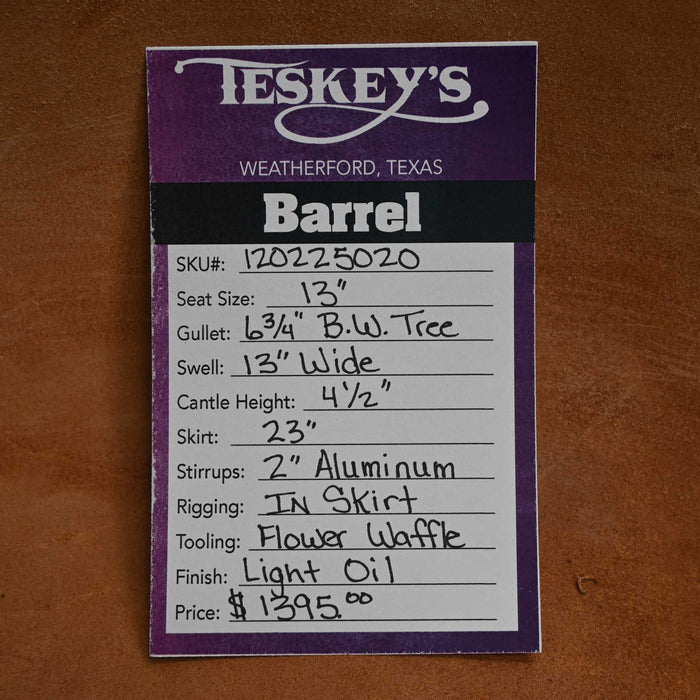 TESKEY'S
WEATHERFORD, TEXAS
Barrel
SKU#: 120225020
Seat Size: 13"
Gullet: 6 3/4" B.W. Tree
Swell: 13" Wide
Cantle Height: 4 1/2"
Skirt: 23"
Stirrups: 2" Aluminum
Rigging: IN Skirt
Tooling: Flower Waffle
Finish: Light Oil
Price: $1395.00